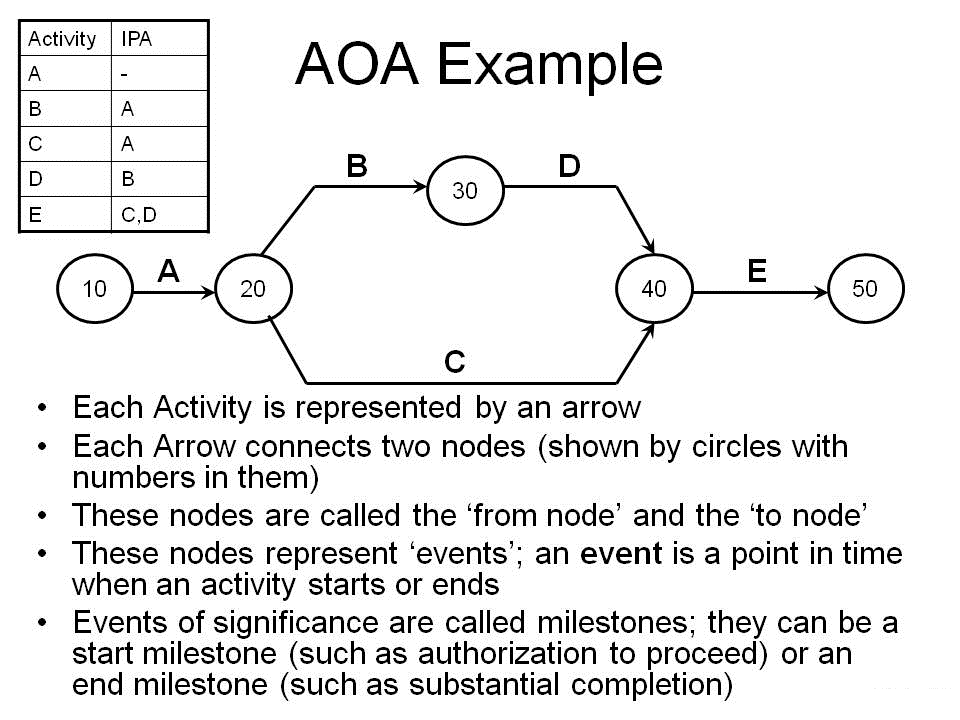 Activity IPA
A -
B A
C A
D B
E C,D
AOA Example
B D
30
A E
10 20 40 50
C
• Each Activity is represented by an arrow
• Each Arrow connects two nodes (shown by circles with
numbers in them)
• These nodes are called the ‘from node’ and the ‘to node’
• These nodes represent ‘events’; an event is a point in time
when an activity starts or ends
• Events of significance are called milestones; they can be a
start milestone (such as authorization to proceed) or an
end milestone (such as substantial completion)